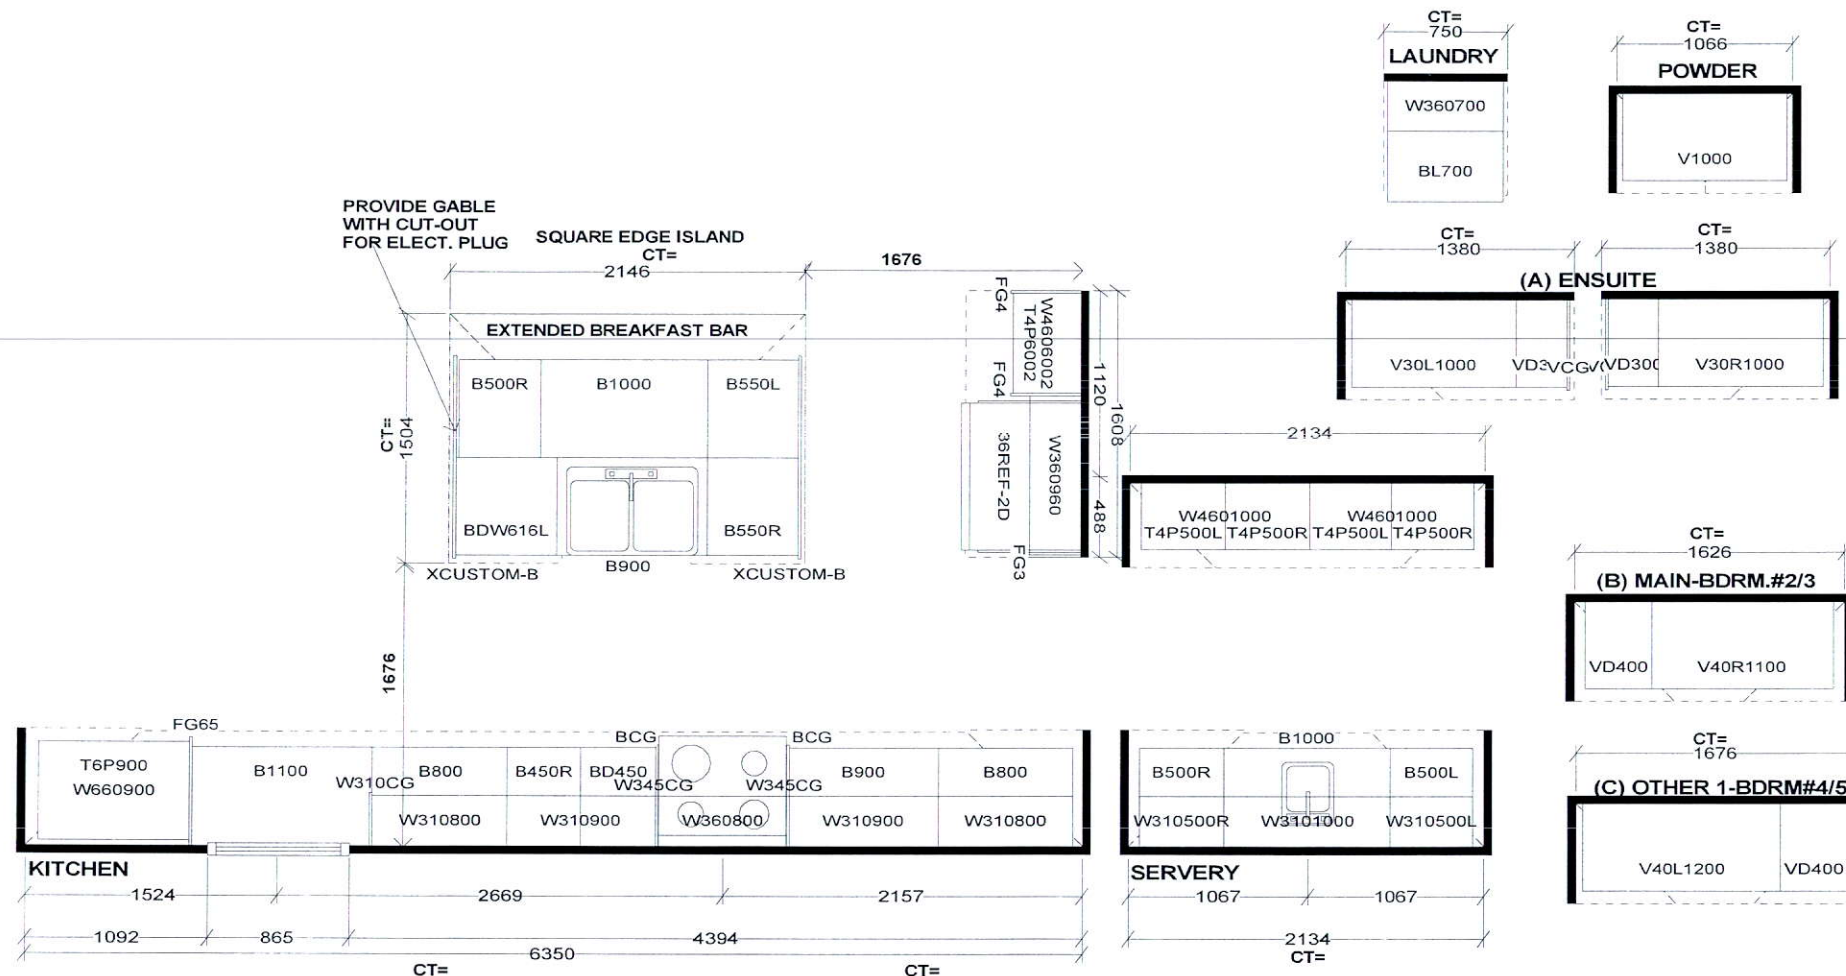 CT=
750
LAUNDRY
W360700
BL700
CT=
1066
POWDER
V1000
PROVIDE GABLE
WITH CUT-OUT
FOR ELECT. PLUG
SQUARE EDGE ISLAND
CT=
2146
1676
EXTENDED BREAKFAST BAR
B500R
B1000
B550L
CT=
1504
BDW616L
B550R
XCUSTOM-B
B900
XCUSTOM-B
1676
FG4
W4606002
T4P6002
FG4
36REF-2D
W360960
FG3
1120
1608
488
CT=
1380
CT=
1380
(A) ENSUITE
V30L1000
VCG
VD300
V30R1000
2134
W4601000
W4601000
T4P500L
T4P500R
T4P500L
T4P500R
CT=
1626
(B) MAIN-BDRM.#2/3
VD400
V40R1100
CT=
1676
(C) OTHER 1-BDRM#4/5
V40L1200
VD400
FG65
T6P900
W660900
B1100
W310CG
B800
B450R
BD450
BCG
W345CG
BCG
W345CG
B900
B800
W310800
W310900
W360800
W310900
W310800
KITCHEN
1524
2669
2157
1092
865
4394
6350
CT=
CT=
B1000
B500R
B500L
W310500R
W3101000
W310500L
SERVERY
1067
1067
2134
CT=